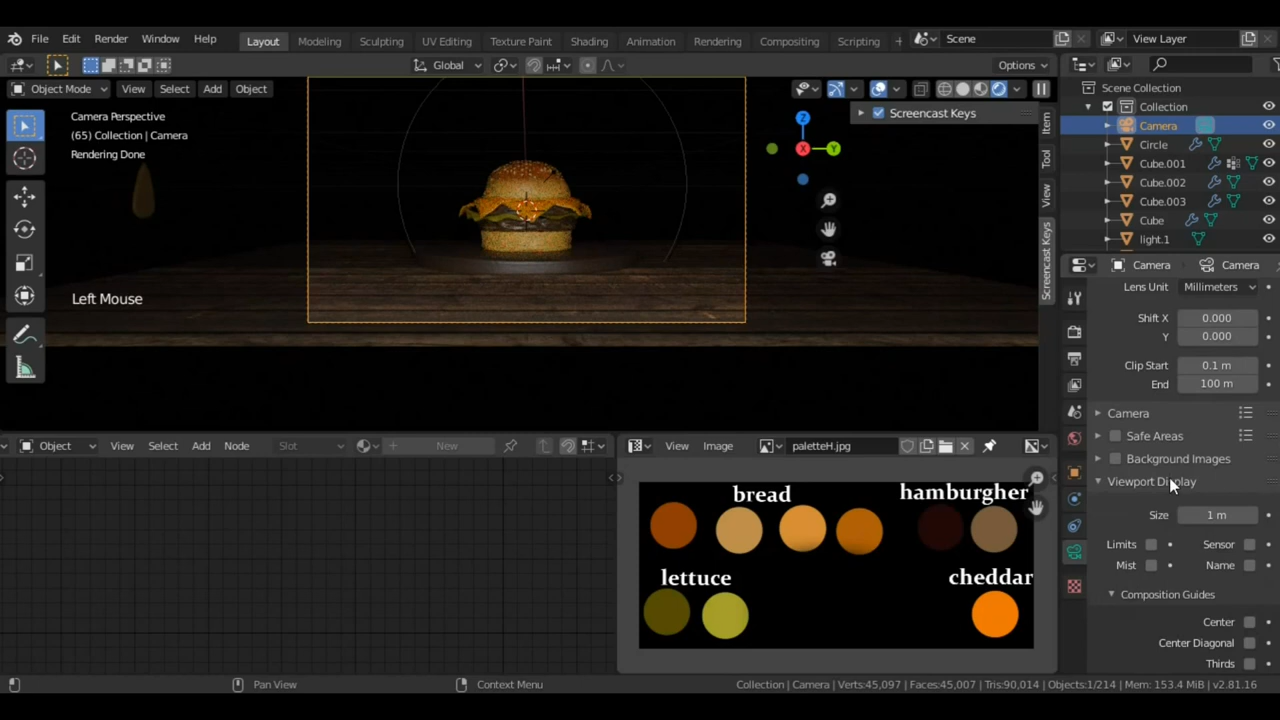 File Edit Render Window Help Layout Modeling Sculpting UV Editing Texture Paint Shading Animation Rendering Compositing Scripting + Scene View Layer
Global Options
Object Mode View Select Add Object
Camera Perspective
(65) Collection | Camera
Rendering Done
Left Mouse
Z
X
Y
Screencast Keys
Item
Tool
View
Screencast Keys
Scene Collection
Collection
Camera
Circle
Cube.001
Cube.002
Cube.003
Cube
light.1
Camera Camera
Lens Unit Millimeters
Shift X 0.000
Y 0.000
Clip Start 0.1 m
End 100 m
Camera
Safe Areas
Background Images
Viewport Display
Size 1 m
Limits Sensor
Mist Name
Composition Guides
Center
Center Diagonal
Thirds
Object View Select Add Node Slot New
View Image paletteH.jpg
bread hamburgher
lettuce cheddar
Pan View Context Menu Collection | Camera | Verts:45,097 | Faces:45,007 | Tris:90,014 | Objects:1/214 | Mem: 153.4 MiB | v2.81.16